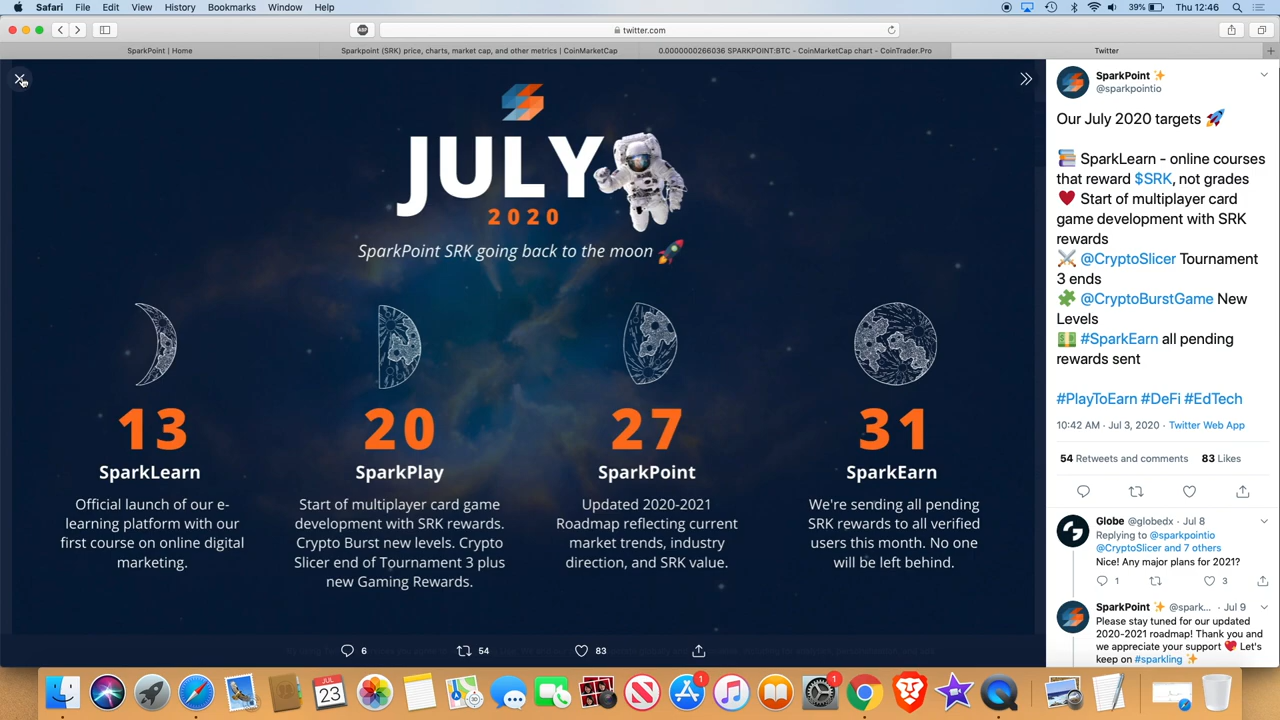 Safari File Edit View History Bookmarks Window Help
39% Thu 12:46
ABP
twitter.com
SparkPoint | Home
Sparkpoint (SRK) price, charts, market cap, and other metrics | CoinMarketCap
0.0000000266036 SPARKPOINT:BTC - CoinMarketCap chart - CoinTrader.Pro
Twitter
JULY
2020
SparkPoint SRK going back to the moon 🚀
13
SparkLearn
Official launch of our e-
learning platform with our
first course on online digital
marketing.
20
SparkPlay
Start of multiplayer card game
development with SRK rewards.
Crypto Burst new levels. Crypto
Slicer end of Tournament 3 plus
new Gaming Rewards.
27
SparkPoint
Updated 2020-2021
Roadmap reflecting current
market trends, industry
direction, and SRK value.
31
SparkEarn
We're sending all pending
SRK rewards to all verified
users this month. No one
will be left behind.
6 54 83
SparkPoint ✨
@sparkpointio
Our July 2020 targets 🚀
📚 SparkLearn - online courses
that reward $SRK, not grades
❤️ Start of multiplayer card
game development with SRK
rewards
⚔️ @CryptoSlicer Tournament
3 ends
🧩 @CryptoBurstGame New
Levels
💵 #SparkEarn all pending
rewards sent
#PlayToEarn #DeFi #EdTech
10:42 AM · Jul 3, 2020 · Twitter Web App
54 Retweets and comments 83 Likes
Globe @globedx · Jul 8
Replying to @sparkpointio
@CryptoSlicer and 7 others
Nice! Any major plans for 2021?
1 3
SparkPoint ✨ @spark... · Jul 9
Please stay tuned for our updated
2020-2021 roadmap! Thank you and
we appreciate your support 💖 Let's
keep on #sparkling ✨
JUL
23
1
1